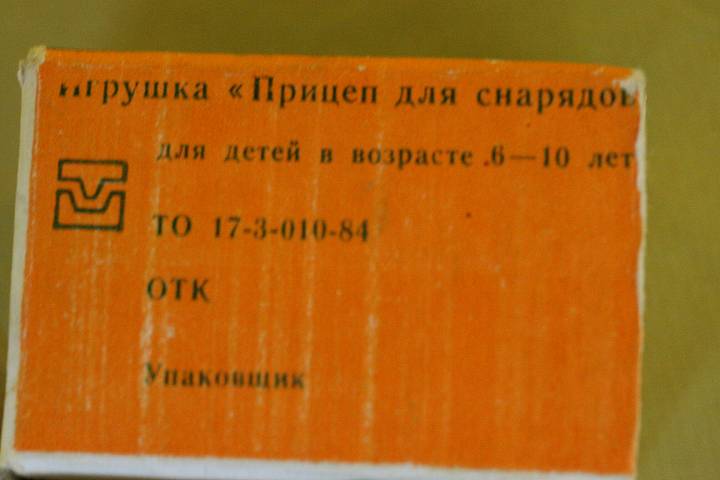 Игрушка «Прицеп для снарядов
для детей в возрасте 6—10 лет
ТО 17-3-010-84
ОТК
Упаковщик